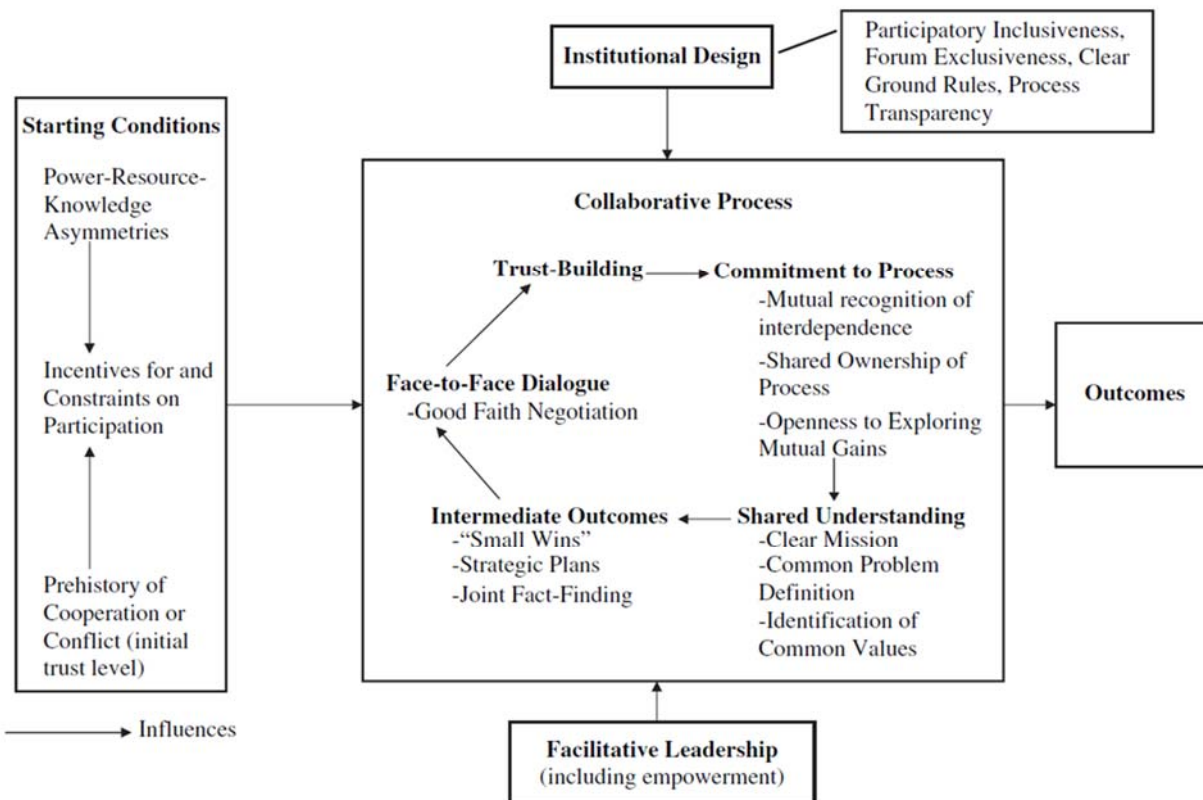 Institutional Design
Participatory Inclusiveness,
Forum Exclusiveness, Clear
Ground Rules, Process
Transparency
Starting Conditions
Power-Resource-
Knowledge
Asymmetries
Incentives for and
Constraints on
Participation
Prehistory of
Cooperation or
Conflict (initial
trust level)
Influences
Collaborative Process
Trust-Building
Commitment to Process
-Mutual recognition of
interdependence
-Shared Ownership of
Process
-Openness to Exploring
Mutual Gains
Face-to-Face Dialogue
-Good Faith Negotiation
Intermediate Outcomes
-“Small Wins”
-Strategic Plans
-Joint Fact-Finding
Shared Understanding
-Clear Mission
-Common Problem
Definition
-Identification of
Common Values
Outcomes
Facilitative Leadership
(including empowerment)